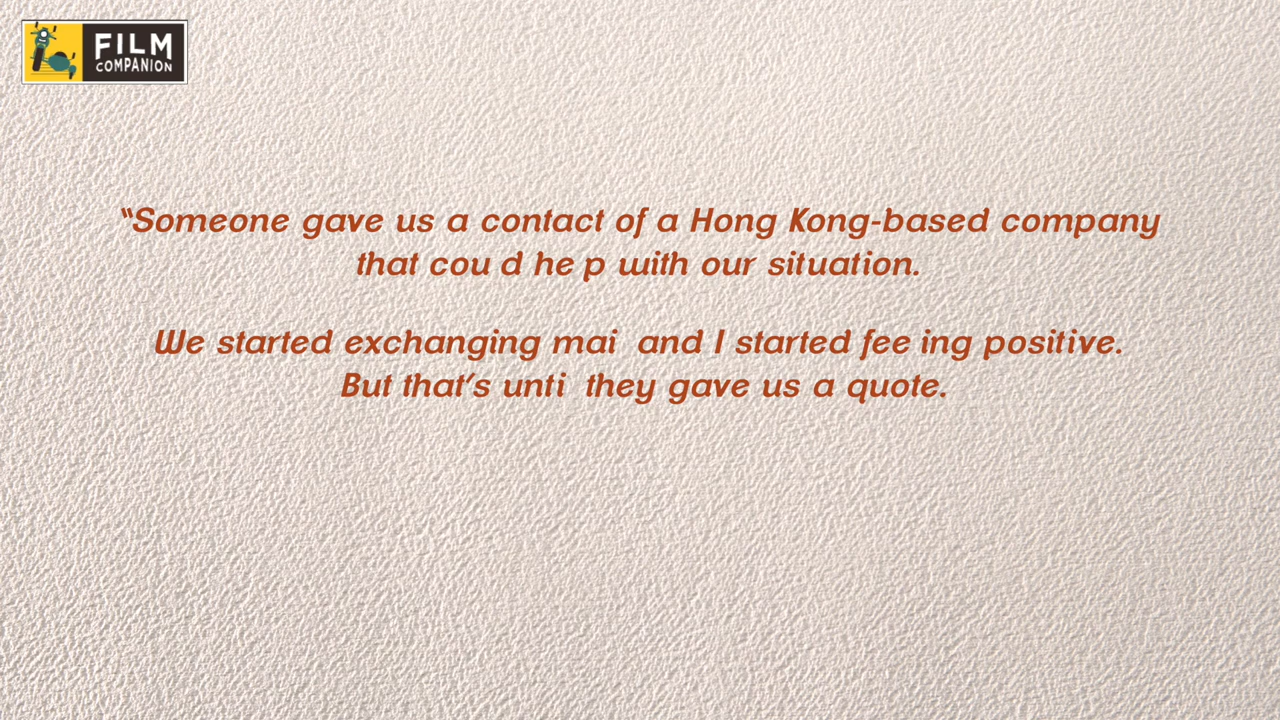 FILM
COMPANION
“Someone gave us a contact of a Hong Kong-based company
that cou d he p with our situation.
We started exchanging mai  and I started fee ing positive.
But that’s unti  they gave us a quote.